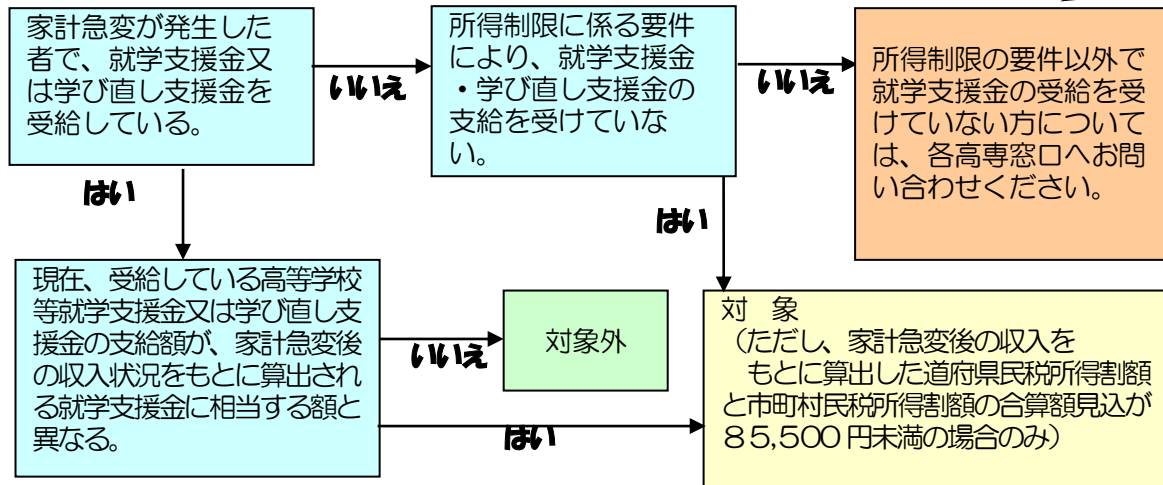 家計急変が発生した
者で、就学支援金又
は学び直し支援金を
受給している。
いいえ
所得制限に係る要件
により、就学支援金
・学び直し支援金の
支給を受けていな
い。
いいえ
所得制限の要件以外で
就学支援金の受給を受
けていない方について
は、各高専窓口へお問
い合わせください。
はい
はい
現在、受給している高等学校
等就学支援金又は学び直し支
援金の支給額が、家計急変後
の収入状況をもとに算出され
る就学支援金に相当する額と
異なる。
いいえ
対象外
はい
対 象
（ただし、家計急変後の収入を
もとに算出した道府県民税所得割額
と市町村民税所得割額の合算額見込が
８５,５００円未満の場合のみ）